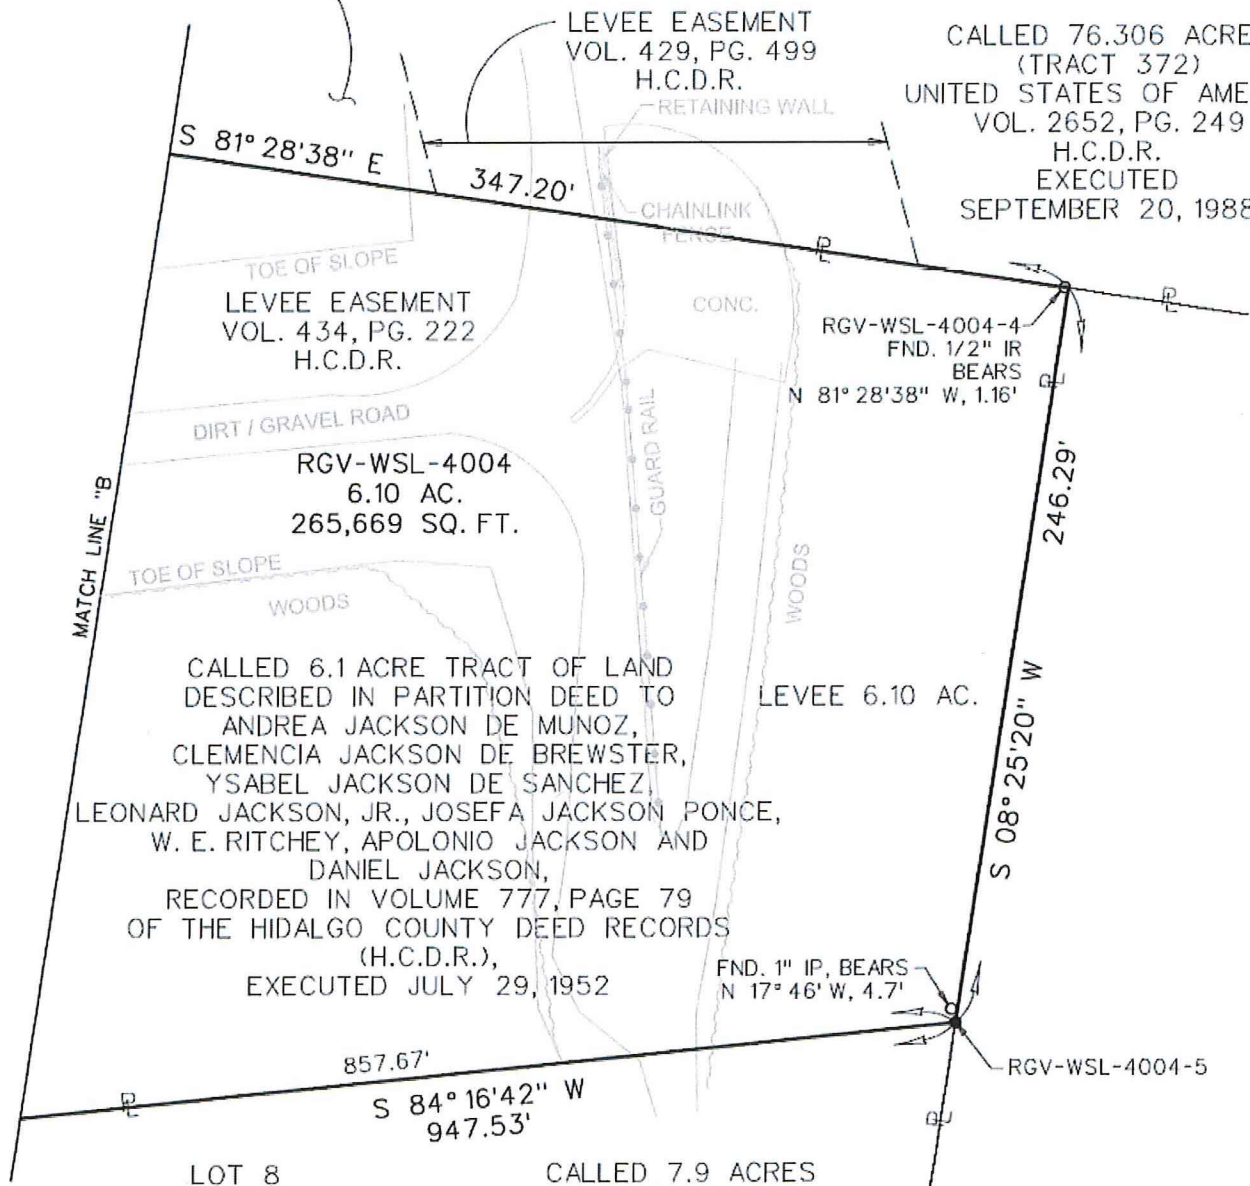 LEVEE EASEMENT
VOL. 429, PG. 499
H.C.D.R.
CALLED 76.306 ACRE
(TRACT 372)
UNITED STATES OF AME
VOL. 2652, PG. 249
H.C.D.R.
EXECUTED
SEPTEMBER 20, 1988
RETAINING WALL
S 81° 28'38" E
347.20'
CHAINLINK
FENCE
TOE OF SLOPE
LEVEE EASEMENT
VOL. 434, PG. 222
H.C.D.R.
CONC.
RGV-WSL-4004-4
FND. 1/2" IR
BEARS
N 81° 28'38" W, 1.16'
DIRT / GRAVEL ROAD
RGV-WSL-4004
6.10 AC.
265,669 SQ. FT.
GUARD RAIL
246.29'
MATCH LINE "B
TOE OF SLOPE
WOODS
WOODS
CALLED 6.1 ACRE TRACT OF LAND
DESCRIBED IN PARTITION DEED TO
ANDREA JACKSON DE MUNOZ,
CLEMENCIA JACKSON DE BREWSTER,
YSABEL JACKSON DE SANCHEZ,
LEONARD JACKSON, JR., JOSEFA JACKSON PONCE,
W. E. RITCHEY, APOLONIO JACKSON AND
DANIEL JACKSON,
RECORDED IN VOLUME 777, PAGE 79
OF THE HIDALGO COUNTY DEED RECORDS
(H.C.D.R.),
EXECUTED JULY 29, 1952
LEVEE 6.10 AC.
S 08° 25'20" W
FND. 1" IP, BEARS
N 17° 46' W, 4.7'
RGV-WSL-4004-5
857.67'
S 84° 16'42" W
947.53'
LOT 8
CALLED 7.9 ACRES